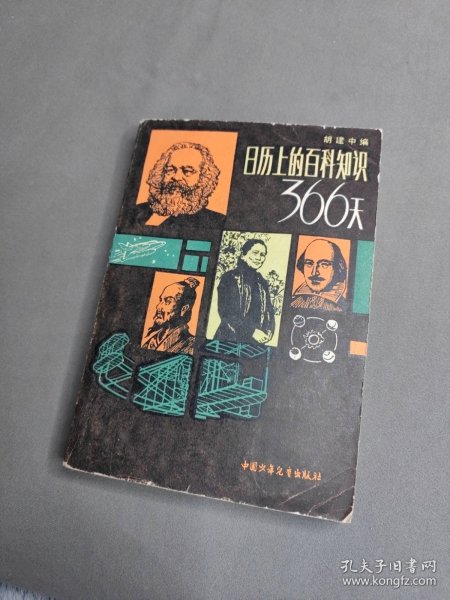 胡建中编
日历上的百科知识
366天
中国少年儿童出版社
孔夫子旧书网
www.kongfz.com